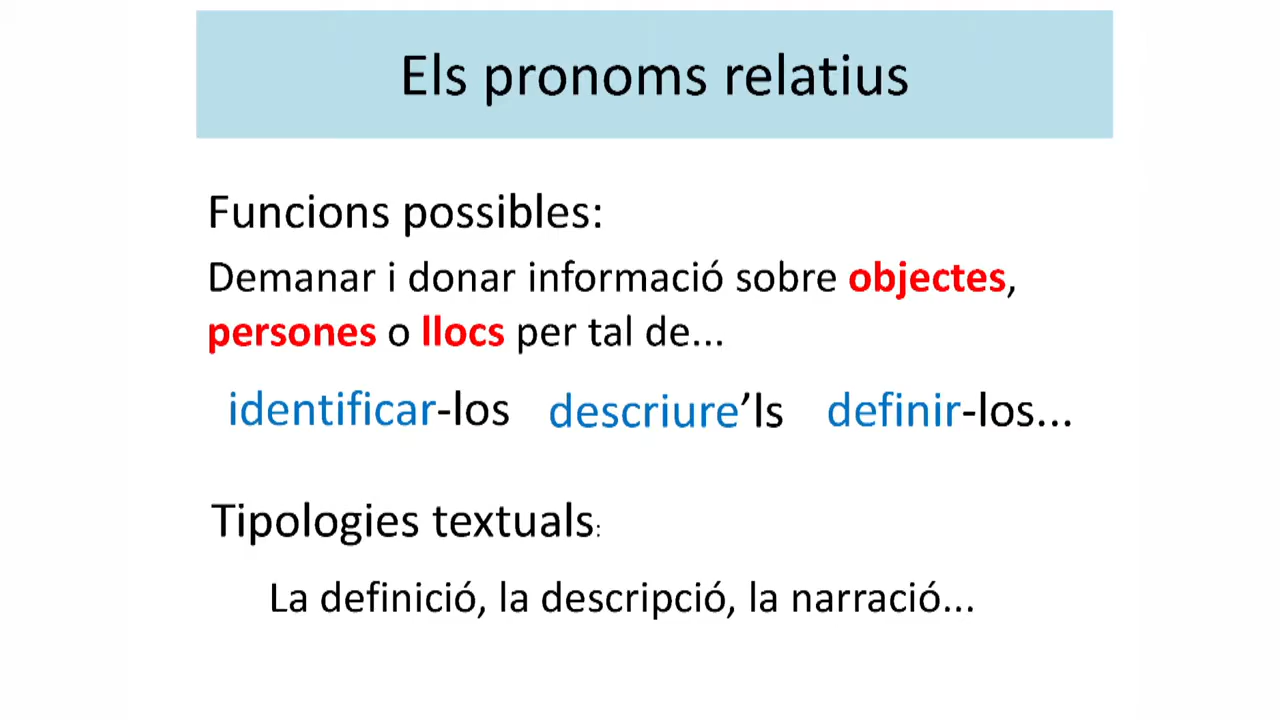 Els pronoms relatius
Funcions possibles:
Demanar i donar informació sobre objectes,
persones o llocs per tal de...
identificar-los descriure’ls definir-los...
Tipologies textuals:
La definició, la descripció, la narració...